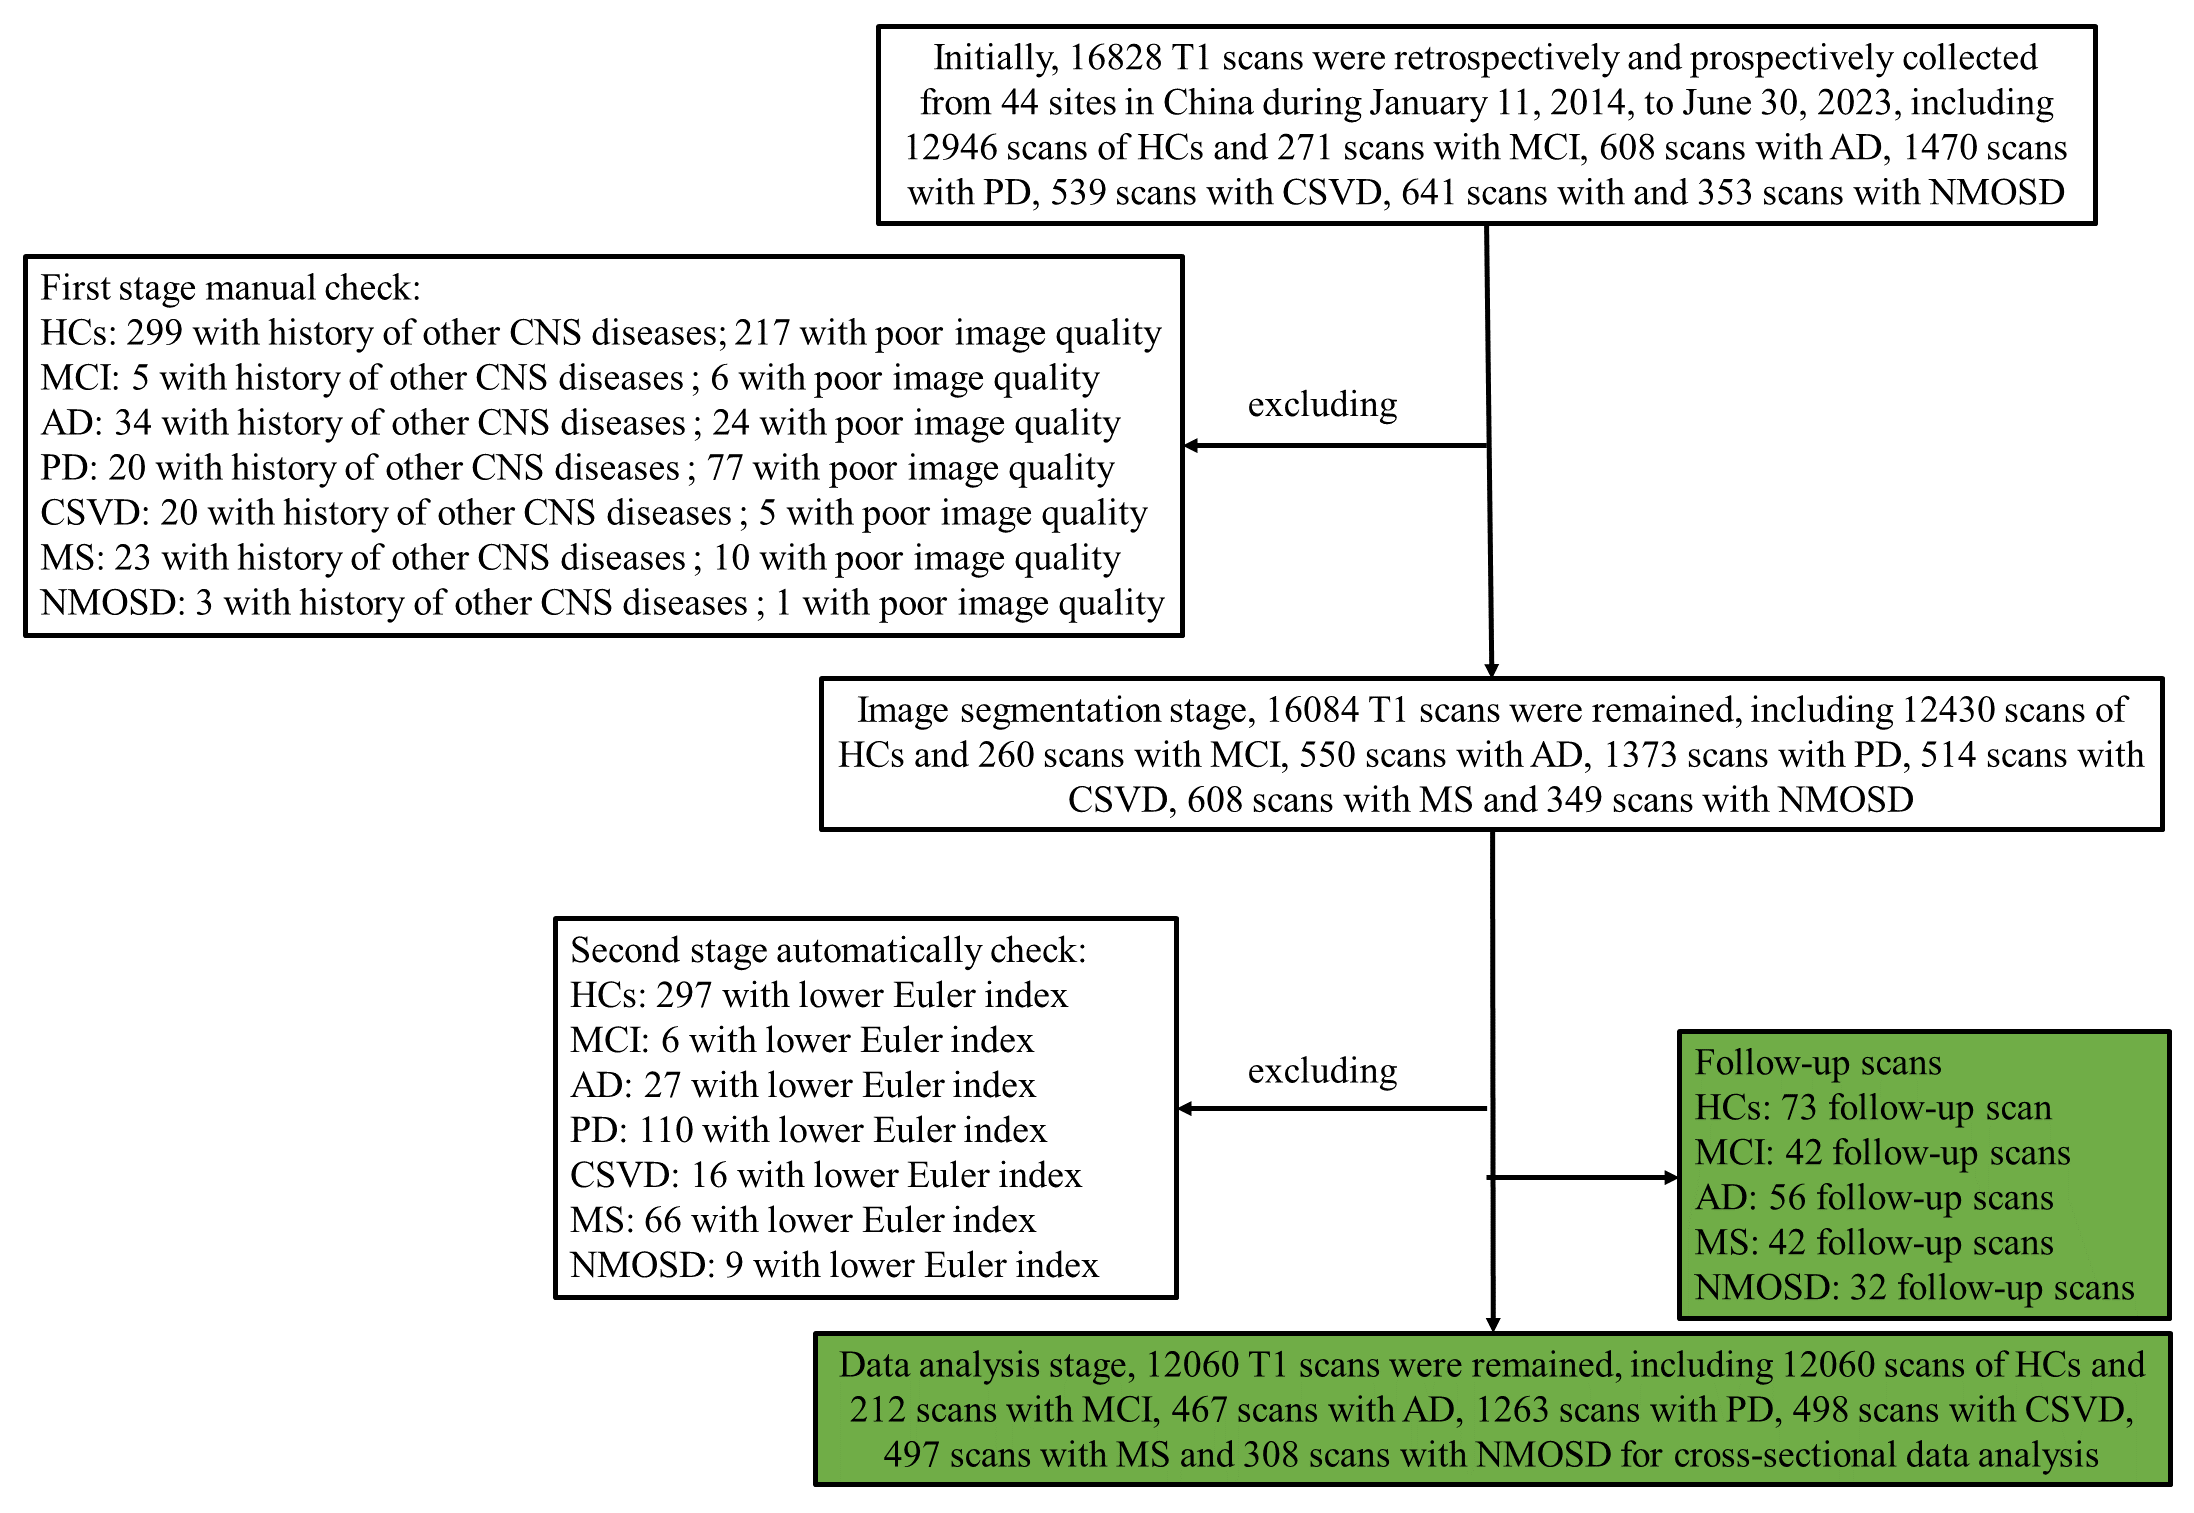 Initially, 16828 T1 scans were retrospectively and prospectively collected
from 44 sites in China during January 11, 2014, to June 30, 2023, including
12946 scans of HCs and 271 scans with MCI, 608 scans with AD, 1470 scans
with PD, 539 scans with CSVD, 641 scans with and 353 scans with NMOSD
First stage manual check:
HCs: 299 with history of other CNS diseases; 217 with poor image quality
MCI: 5 with history of other CNS diseases ; 6 with poor image quality
AD: 34 with history of other CNS diseases ; 24 with poor image quality
PD: 20 with history of other CNS diseases ; 77 with poor image quality
CSVD: 20 with history of other CNS diseases ; 5 with poor image quality
MS: 23 with history of other CNS diseases ; 10 with poor image quality
NMOSD: 3 with history of other CNS diseases ; 1 with poor image quality
excluding
Image segmentation stage, 16084 T1 scans were remained, including 12430 scans of
HCs and 260 scans with MCI, 550 scans with AD, 1373 scans with PD, 514 scans with
CSVD, 608 scans with MS and 349 scans with NMOSD
Second stage automatically check:
HCs: 297 with lower Euler index
MCI: 6 with lower Euler index
AD: 27 with lower Euler index
PD: 110 with lower Euler index
CSVD: 16 with lower Euler index
MS: 66 with lower Euler index
NMOSD: 9 with lower Euler index
excluding
Follow-up scans
HCs: 73 follow-up scan
MCI: 42 follow-up scans
AD: 56 follow-up scans
MS: 42 follow-up scans
NMOSD: 32 follow-up scans
Data analysis stage, 12060 T1 scans were remained, including 12060 scans of HCs and
212 scans with MCI, 467 scans with AD, 1263 scans with PD, 498 scans with CSVD,
497 scans with MS and 308 scans with NMOSD for cross-sectional data analysis